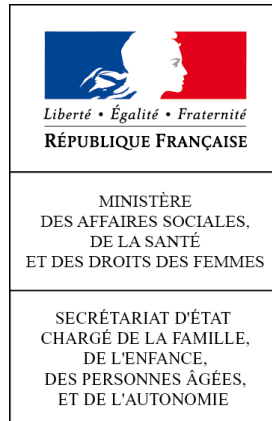 Liberté • Égalité • Fraternité
RÉPUBLIQUE FRANÇAISE
MINISTÈRE
DES AFFAIRES SOCIALES,
DE LA SANTÉ
ET DES DROITS DES FEMMES
SECRÉTARIAT D'ÉTAT
CHARGÉ DE LA FAMILLE,
DE L'ENFANCE,
DES PERSONNES ÂGÉES,
ET DE L'AUTONOMIE